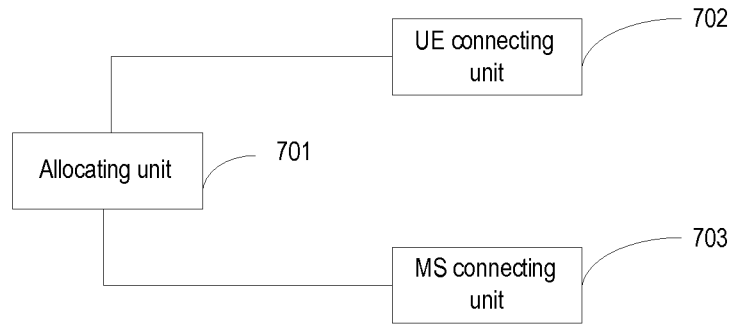 UE connecting
unit
702
Allocating unit
701
MS connecting
unit
703